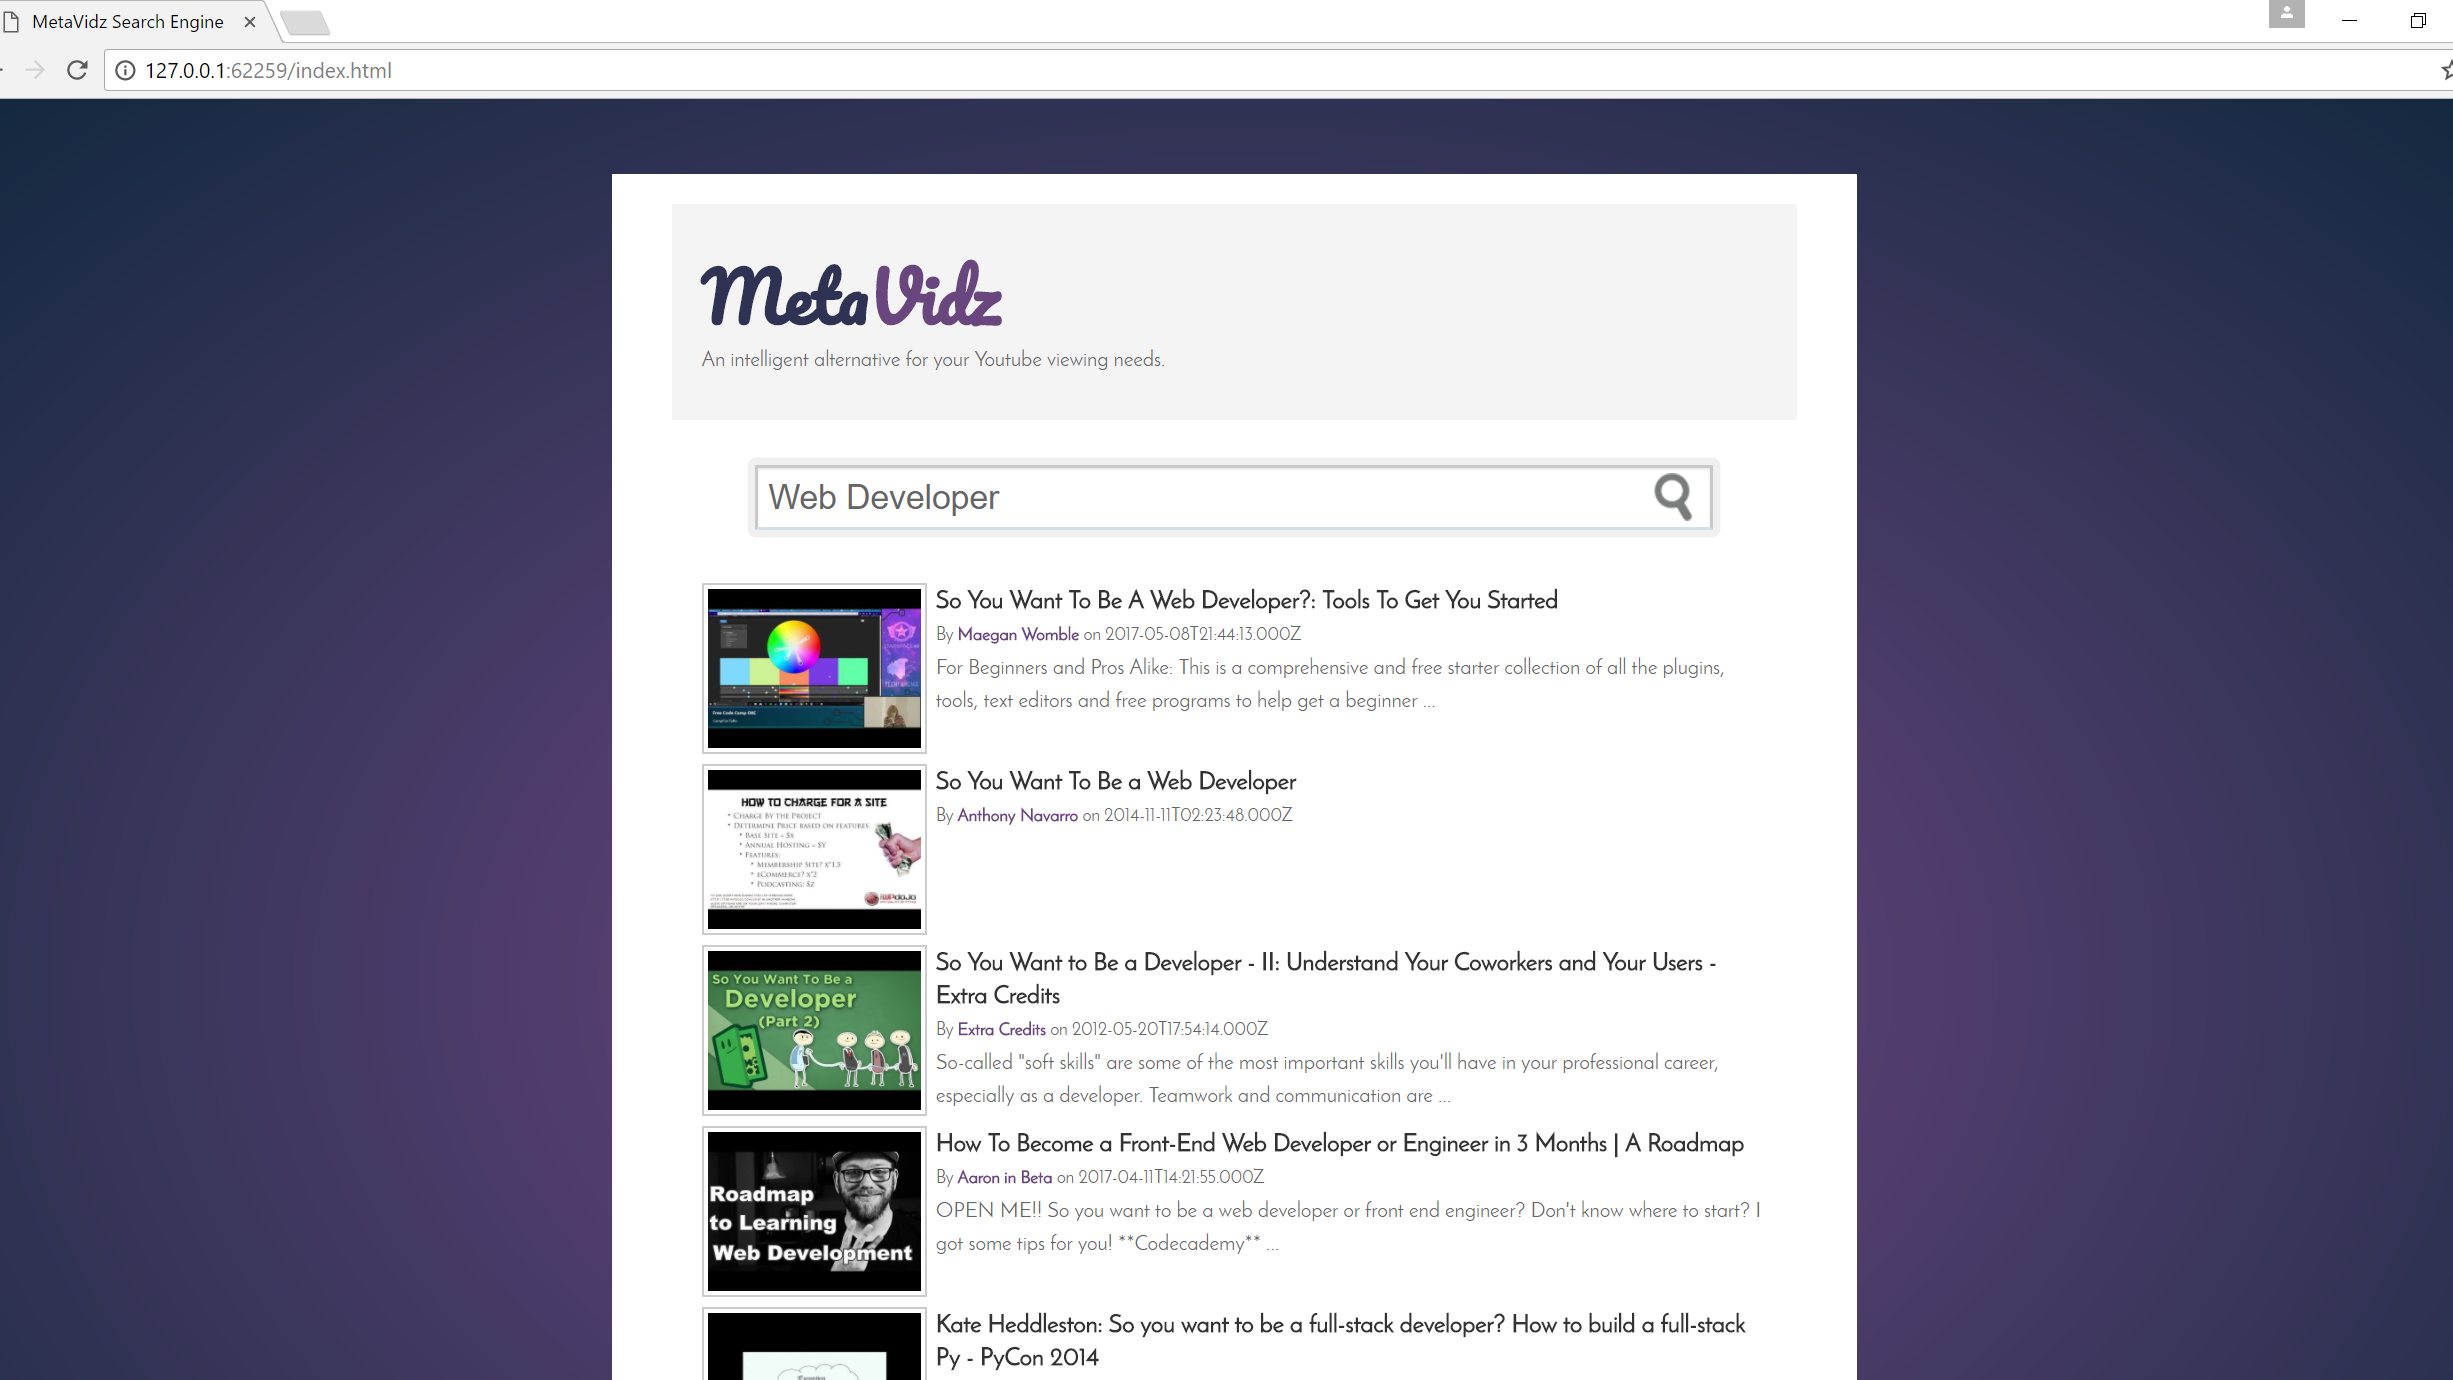 MetaVidz Search Engine
127.0.0.1:62259/index.html
MetaVidz
An intelligent alternative for your Youtube viewing needs.
Web Developer
So You Want To Be A Web Developer?: Tools To Get You Started
By Maegan Womble on 2017-05-08T21:44:13.000Z
For Beginners and Pros Alike: This is a comprehensive and free starter collection of all the plugins,
tools, text editors and free programs to help get a beginner ...
Free Code Camp OKC
HOW TO CHARGE FOR A SITE
• CHARGE BY THE PROJECT
• DETERMINE PRICE BASED ON FEATURES
• BASE SITE = $X
• ANNUAL HOSTING = $Y
• FEATURES:
• MEMBERSHIP SITE? X*1.5
• ECOMMERCE? X*2
• PODCASTING: $Z
WPdojo
So You Want To Be a Web Developer
By Anthony Navarro on 2014-11-11T02:23:48.000Z
So You Want To Be a
Developer
(Part 2)
So You Want to Be a Developer - II: Understand Your Coworkers and Your Users -
Extra Credits
By Extra Credits on 2012-05-20T17:54:14.000Z
So-called "soft skills" are some of the most important skills you'll have in your professional career,
especially as a developer. Teamwork and communication are ...
Roadmap
to Learning
Web Development
How To Become a Front-End Web Developer or Engineer in 3 Months | A Roadmap
By Aaron in Beta on 2017-04-11T14:21:55.000Z
OPEN ME!! So you want to be a web developer or front end engineer? Don't know where to start? I
got some tips for you! **Codecademy** ...
Kate Heddleston: So you want to be a full-stack developer? How to build a full-stack
Py - PyCon 2014